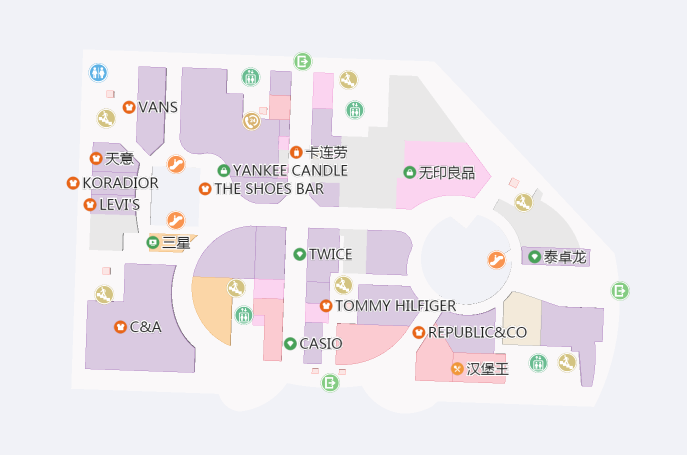 VANS
卡连劳
天意
YANKEE CANDLE
无印良品
KORADIOR
THE SHOES BAR
LEVI'S
三星
TWICE
泰卓龙
TOMMY HILFIGER
C&A
REPUBLIC&CO
CASIO
汉堡王